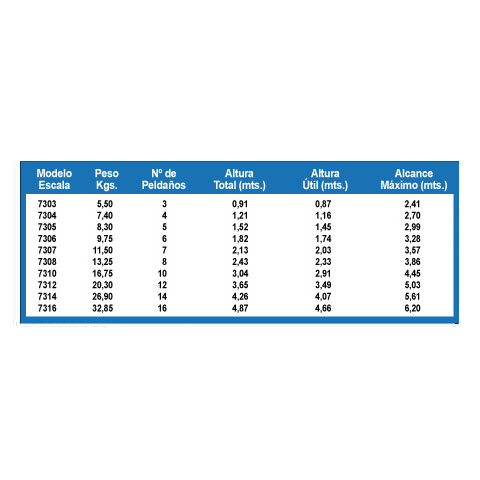 Modelo Escala Peso Kgs. Nº de Peldaños Altura Total (mts.) Altura Útil (mts.) Alcance Máximo (mts.)
7303 5,50 3 0,91 0,87 2,41
7304 7,40 4 1,21 1,16 2,70
7305 8,30 5 1,52 1,45 2,99
7306 9,75 6 1,82 1,74 3,28
7307 11,50 7 2,13 2,03 3,57
7308 13,25 8 2,43 2,33 3,86
7310 16,75 10 3,04 2,91 4,45
7312 20,30 12 3,65 3,49 5,03
7314 26,90 14 4,26 4,07 5,61
7316 32,85 16 4,87 4,66 6,20